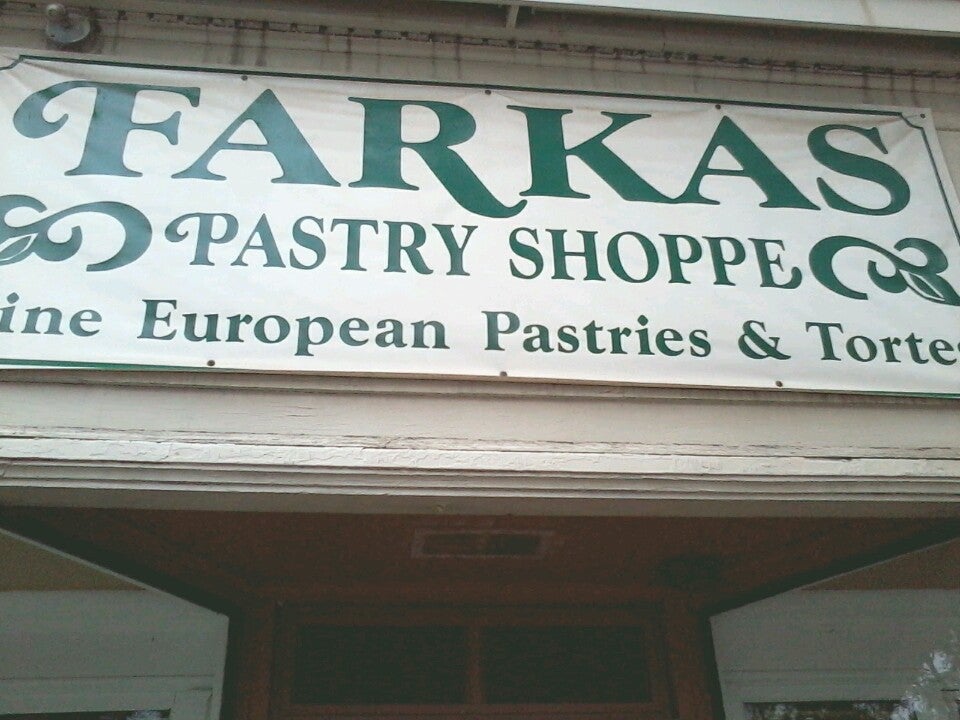 FARKAS
PASTRY SHOPPE
ine European Pastries & Torte